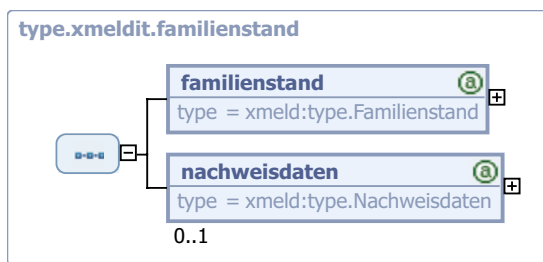 type.xmeldit.familienstand
familienstand @
type = xmeld:type.Familienstand
nachweisdaten @
type = xmeld:type.Nachweisdaten
0..1